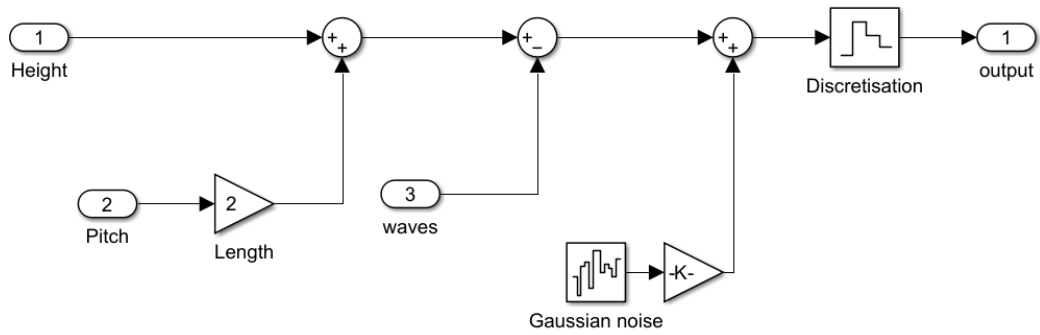 1
Height
+
+
+
−
+
+
Discretisation
1
output
2
Pitch
2
Length
3
waves
Gaussian noise
-K-